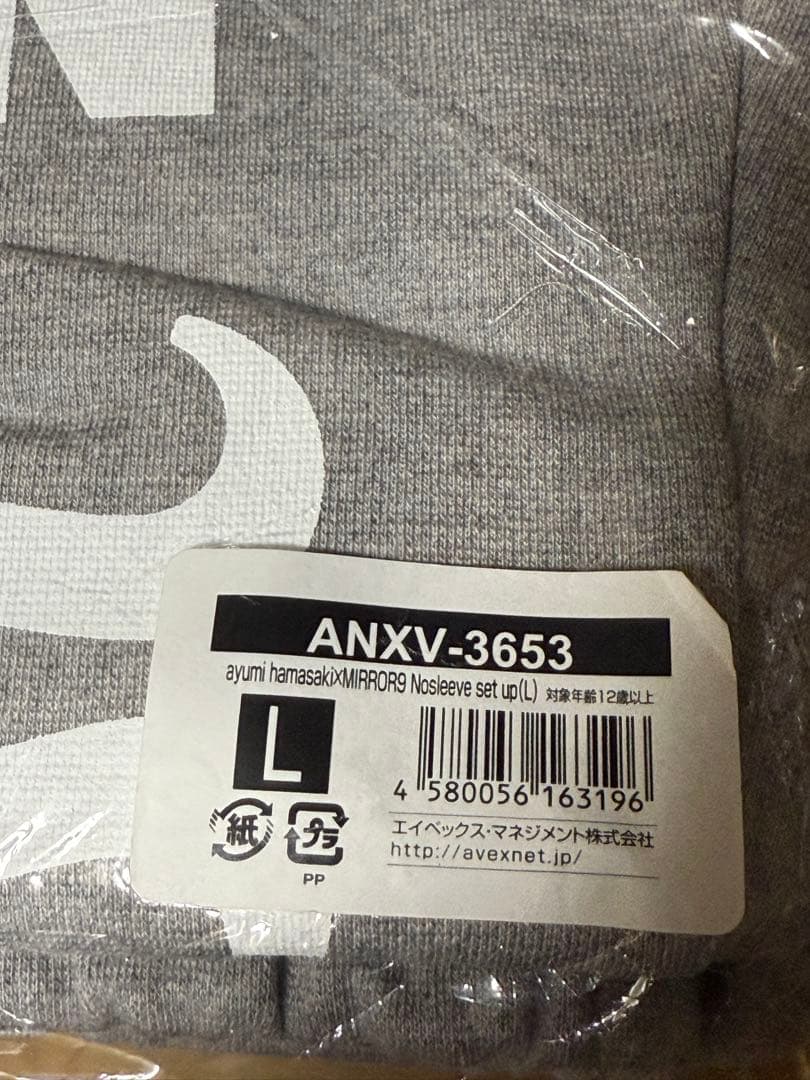 ANXV-3653
ayumi hamasaki×MIRROR9 Nosleeve set up(L) 対象年齢12歳以上
L
4 580056 163196
紙 プラ
PP
エイベックス・マネジメント株式会社
http://avexnet.jp/